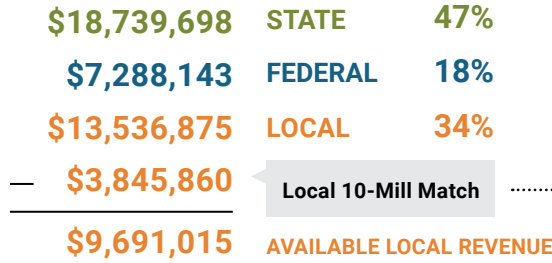 $18,739,698 STATE 47%
$7,288,143 FEDERAL 18%
$13,536,875 LOCAL 34%
— $3,845,860 Local 10-Mill Match
$9,691,015 AVAILABLE LOCAL REVENUE